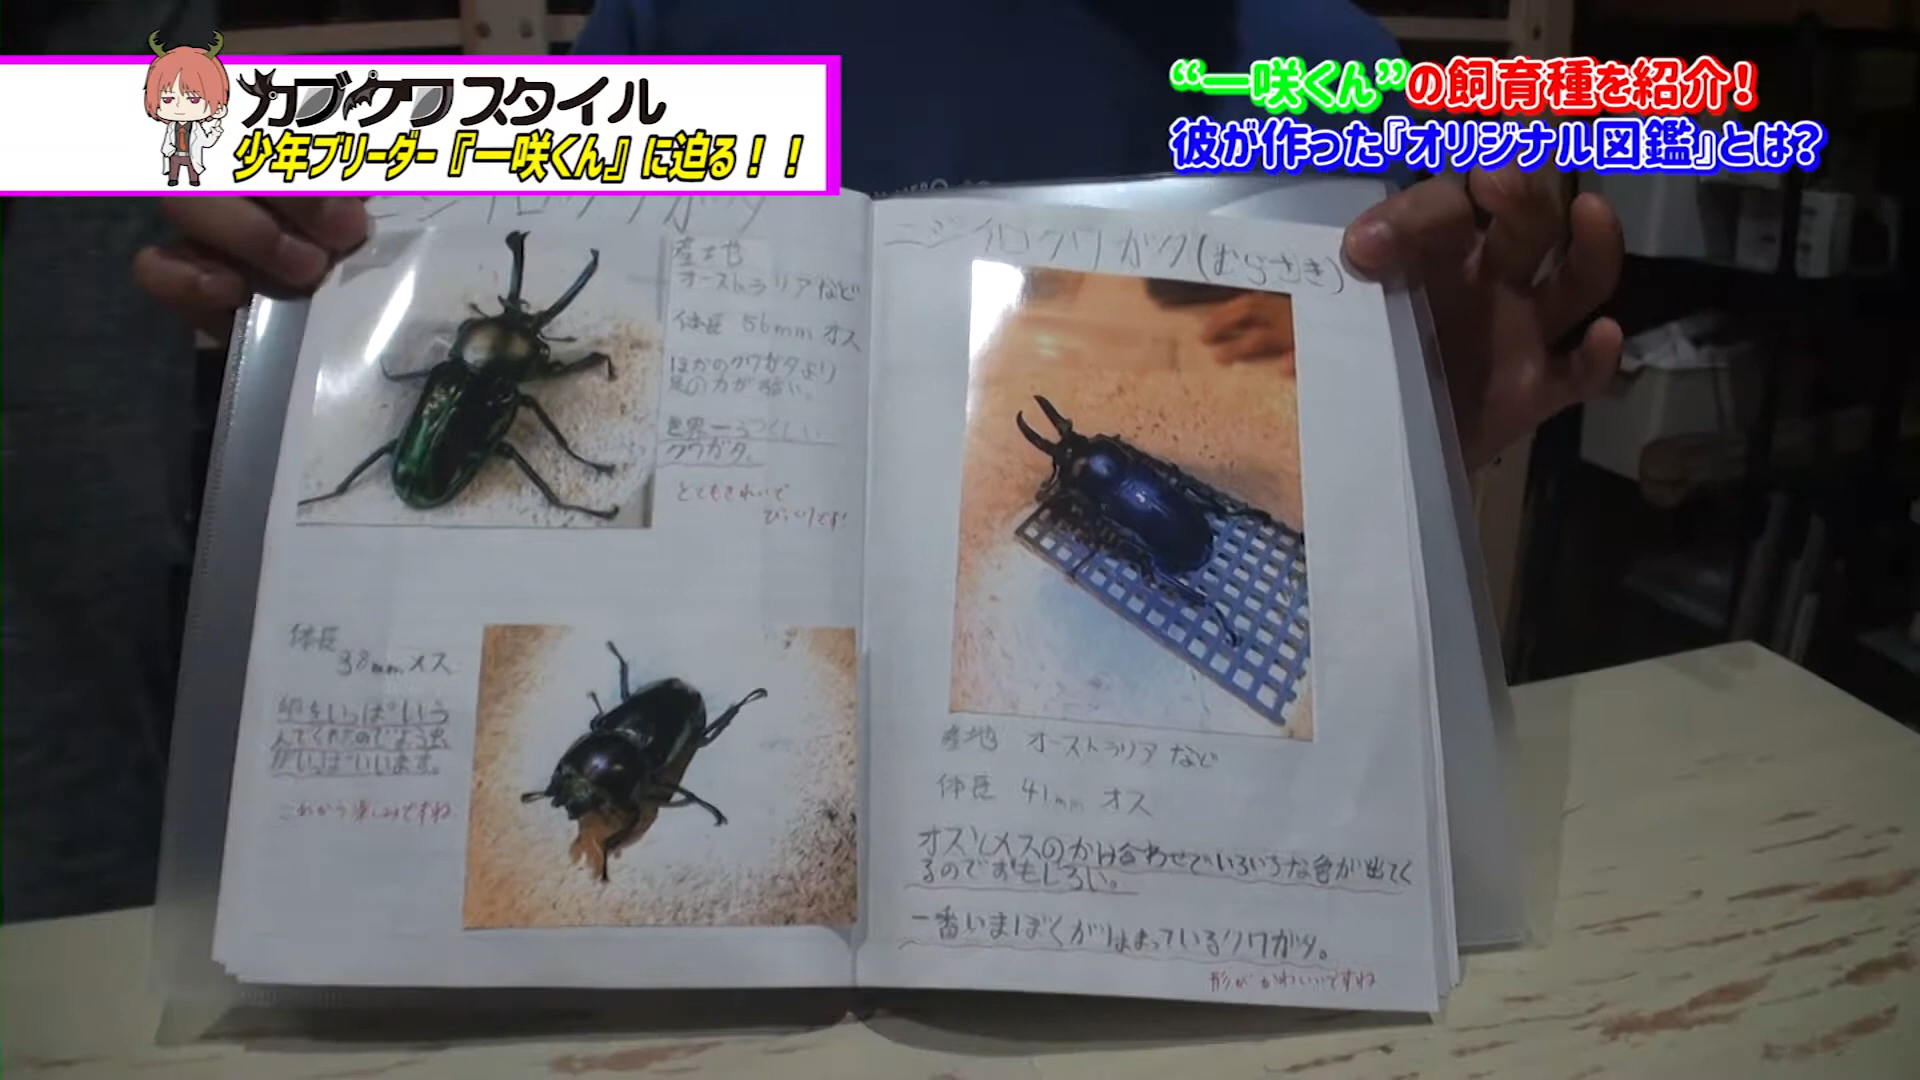 カブクワスタイル
少年ブリーダー『一咲くん』に迫る！！
“一咲くん”の飼育種を紹介！
彼が作った『オリジナル図鑑』とは？
ニジイロクワガタ
産地
オーストラリアなど
体長 56mm オス
ほかのクワガタより
足の力が強い。
世界一うつくしい
クワガタ。
とてもきれいで
びっくりです!
体長
38mm メス
卵をいっぱいう
んでくれたのでよう虫
がいっぱいいます。
これから楽しみですね
ニジイロクワガタ(むらさき)
産地 オーストラリアなど
体長 41mm オス
オスとメスのかけ合わせでいろいろな色が出てく
るのでおもしろい。
一番いまぼくがはまっているクワガタ。
形がかわいいですね